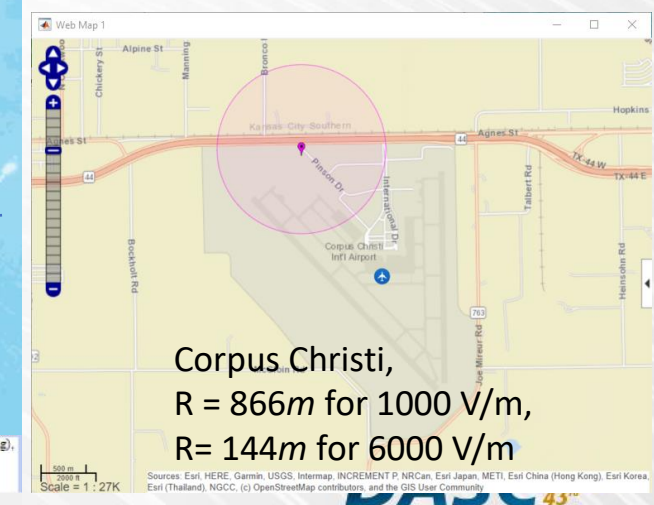 Web Map 1
Alpine St
Chickery St
Manning
Bronco
Hopkins
Kansas City Southern
Agnes St
44
Agnes St
44
TX-44 W
TX-44 E
Pinson Dr
International Dr
Talbert Rd
Bockholt Rd
Corpus Christi
Int'l Airport
Heinsohn Rd
763
Joe Mireur Rd
Corpus Christi,
R = 866m for 1000 V/m,
R= 144m for 6000 V/m
500 m
2000 ft
Scale = 1 : 27K
Sources: Esri, HERE, Garmin, USGS, Intermap, INCREMENT P, NRCan, Esri Japan, METI, Esri China (Hong Kong), Esri Korea,
Esri (Thailand), NGCC, (c) OpenStreetMap contributors, and the GIS User Community
DASC
43rd